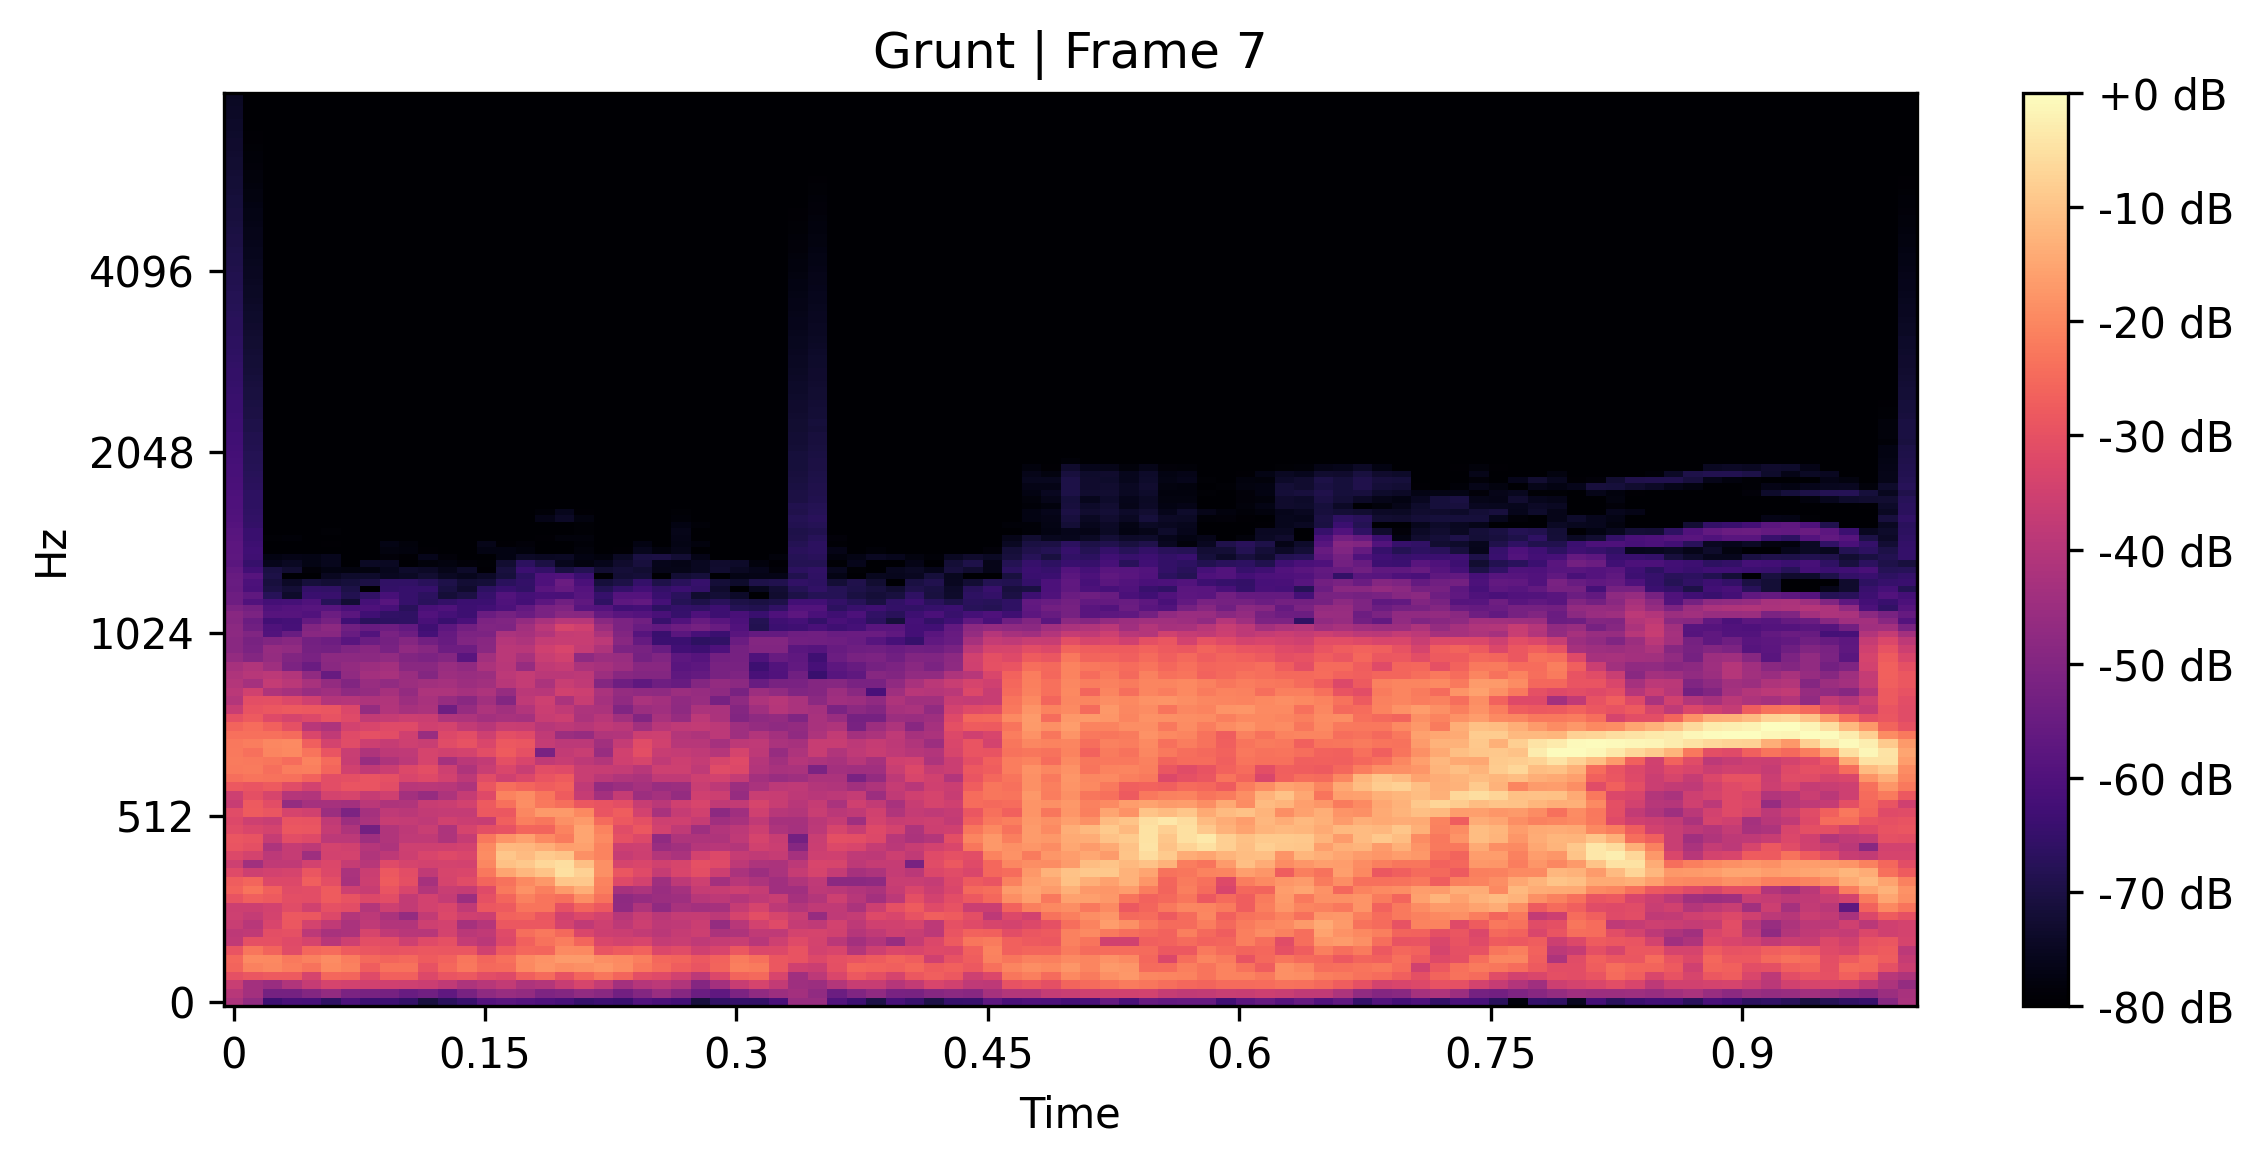 Grunt | Frame 7
+0 dB
-10 dB
-20 dB
-30 dB
-40 dB
-50 dB
-60 dB
-70 dB
-80 dB
Hz
4096
2048
1024
512
0
0 0.15 0.3 0.45 0.6 0.75 0.9
Time